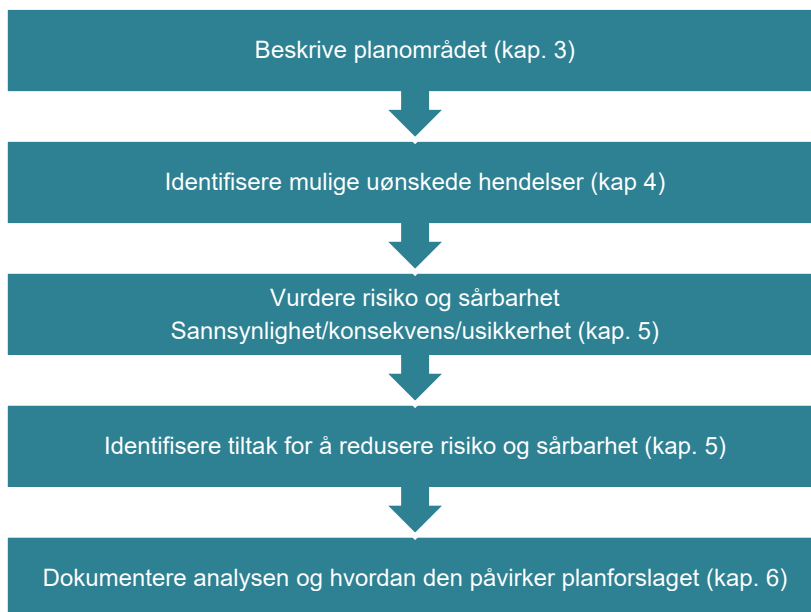 Beskrive planområdet (kap. 3)
Identifisere mulige uønskede hendelser (kap 4)
Vurdere risiko og sårbarhet
Sannsynlighet/konsekvens/usikkerhet (kap. 5)
Identifisere tiltak for å redusere risiko og sårbarhet (kap. 5)
Dokumentere analysen og hvordan den påvirker planforslaget (kap. 6)